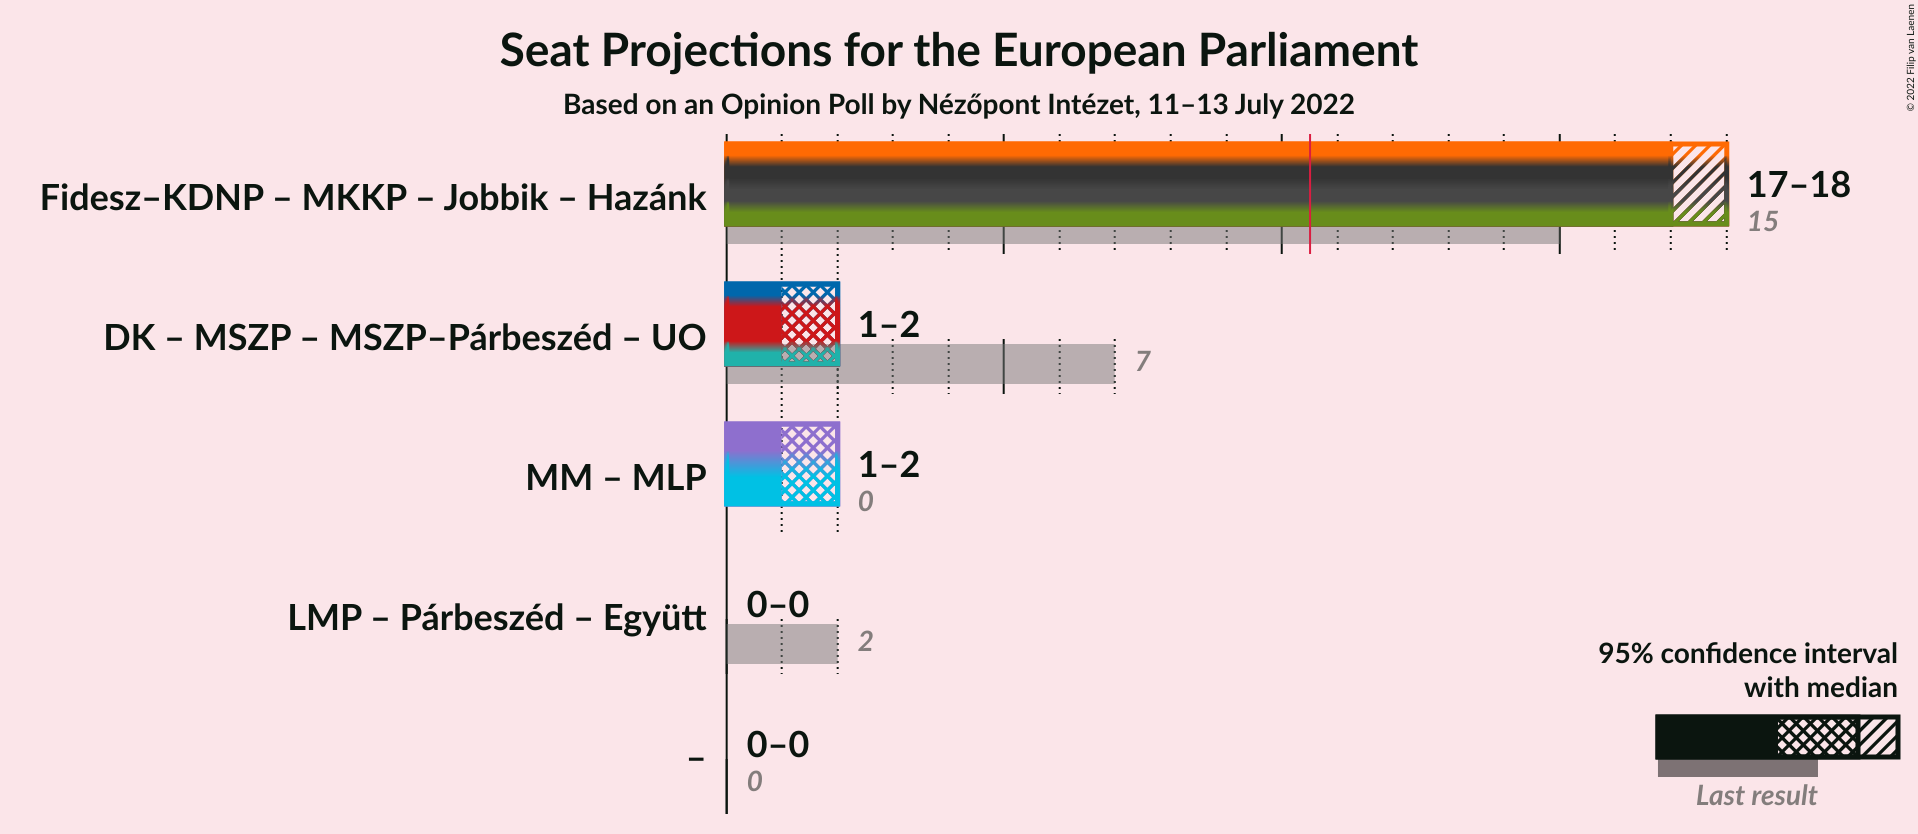 Seat Projections for the European Parliament
Based on an Opinion Poll by Nézőpont Intézet, 11–13 July 2022
© 2022 Filip van Laenen
Fidesz–KDNP – MKKP – Jobbik – Hazánk
17–18
15
DK – MSZP – MSZP–Párbeszéd – UO
1–2
7
MM – MLP
1–2
0
LMP – Párbeszéd – Együtt
0–0
2
–
0–0
0
95% confidence interval
with median
Last result